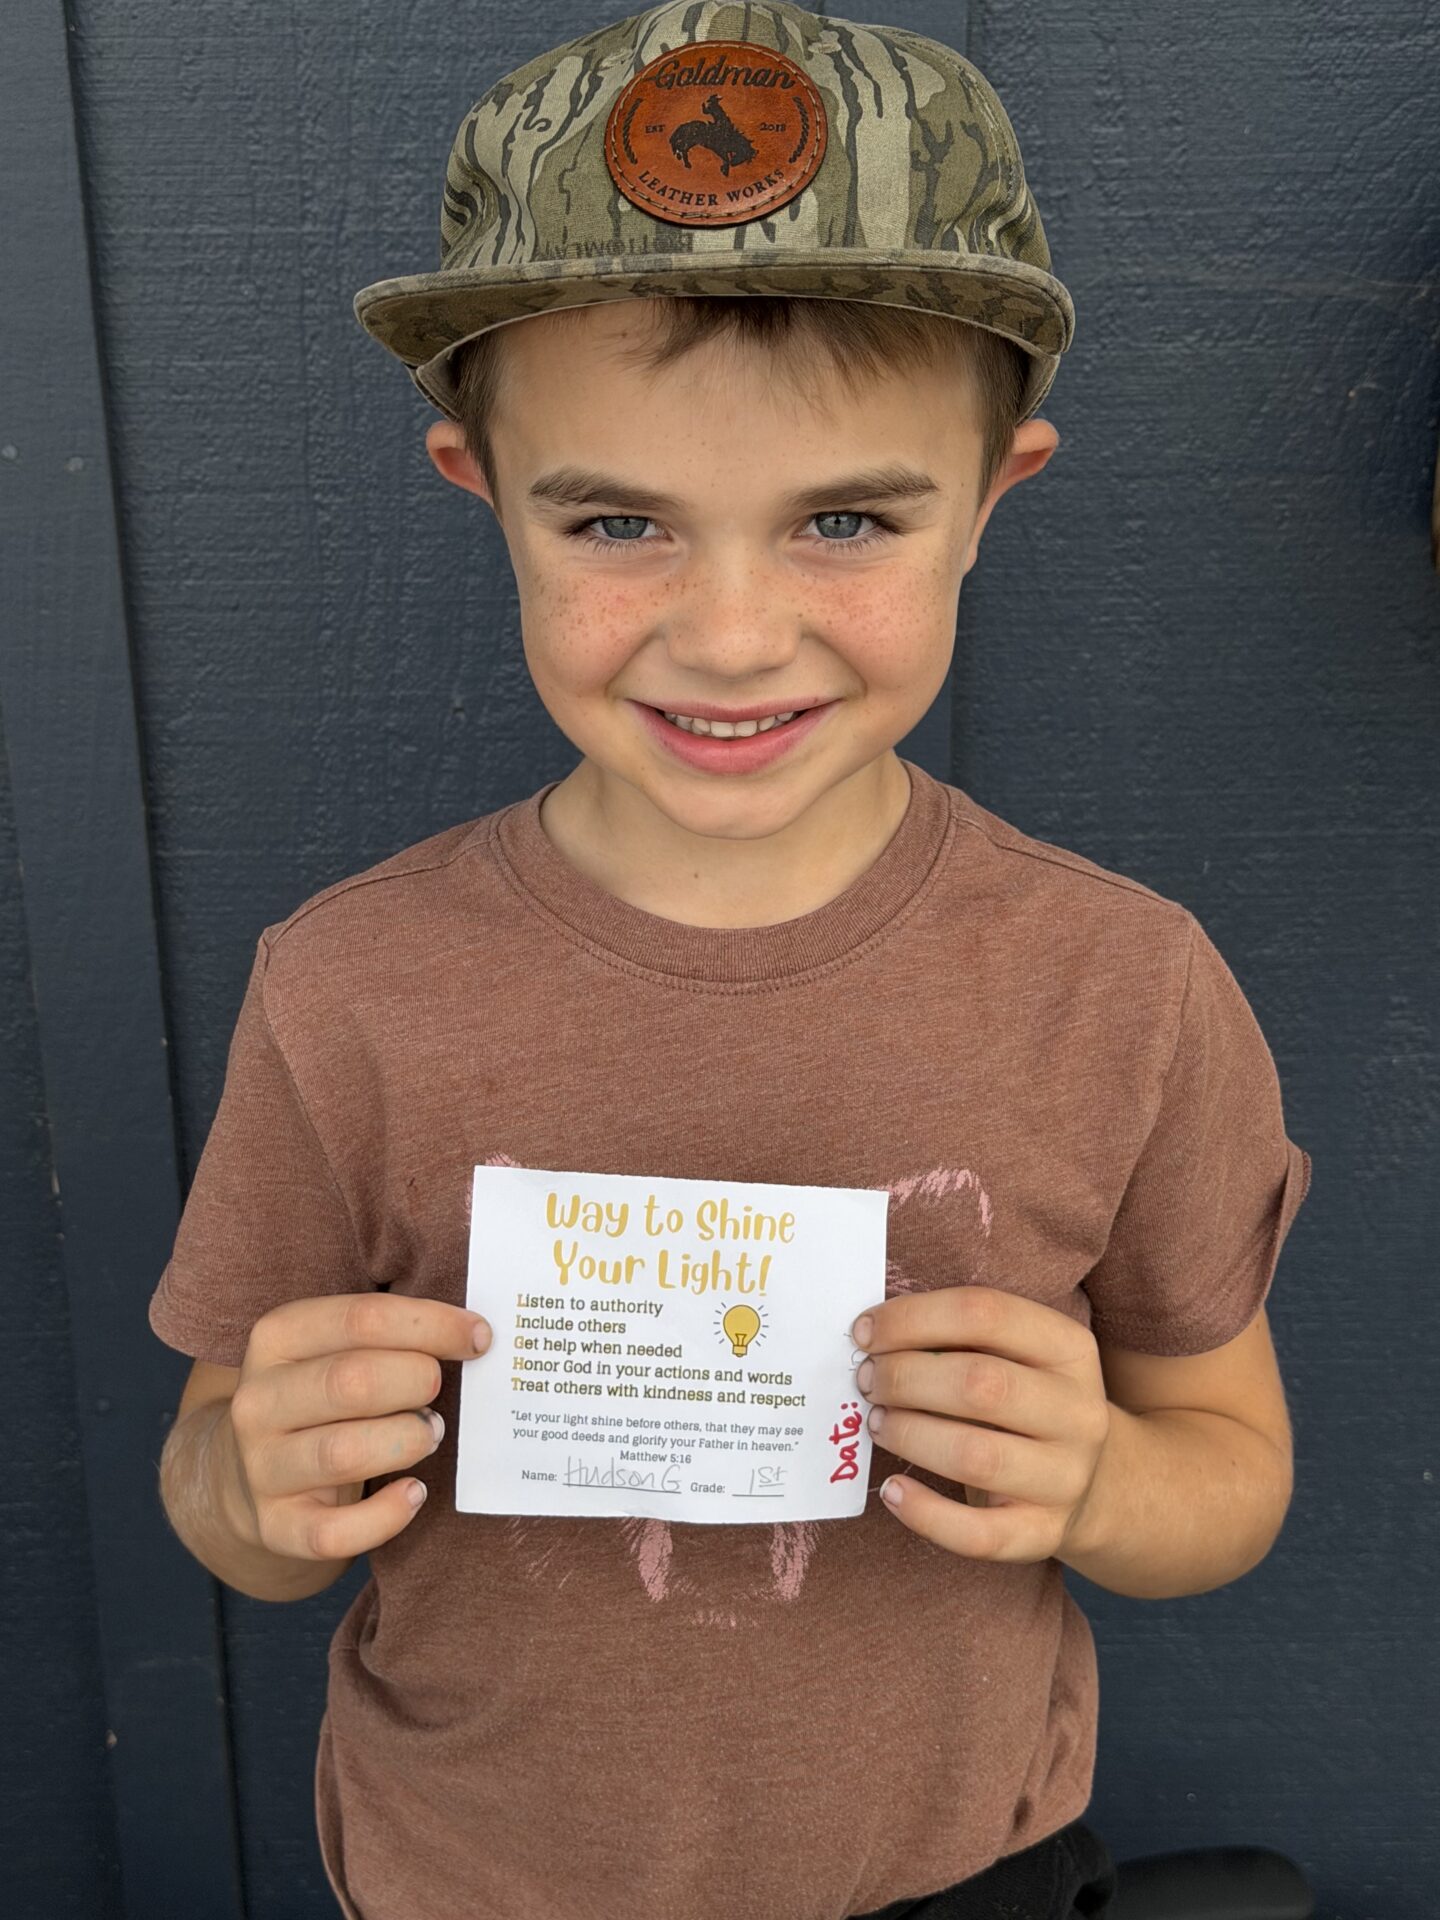 Goldman
EST 2018
LEATHER WORKS
BOTTOMLAND
Way to Shine
Your Light!
Listen to authority
Include others
Get help when needed
Honor God in your actions and words
Treat others with kindness and respect
"Let your light shine before others, that they may see
your good deeds and glorify your Father in heaven."
Matthew 5:16
Name: Hudson G Grade: 1st
Date: